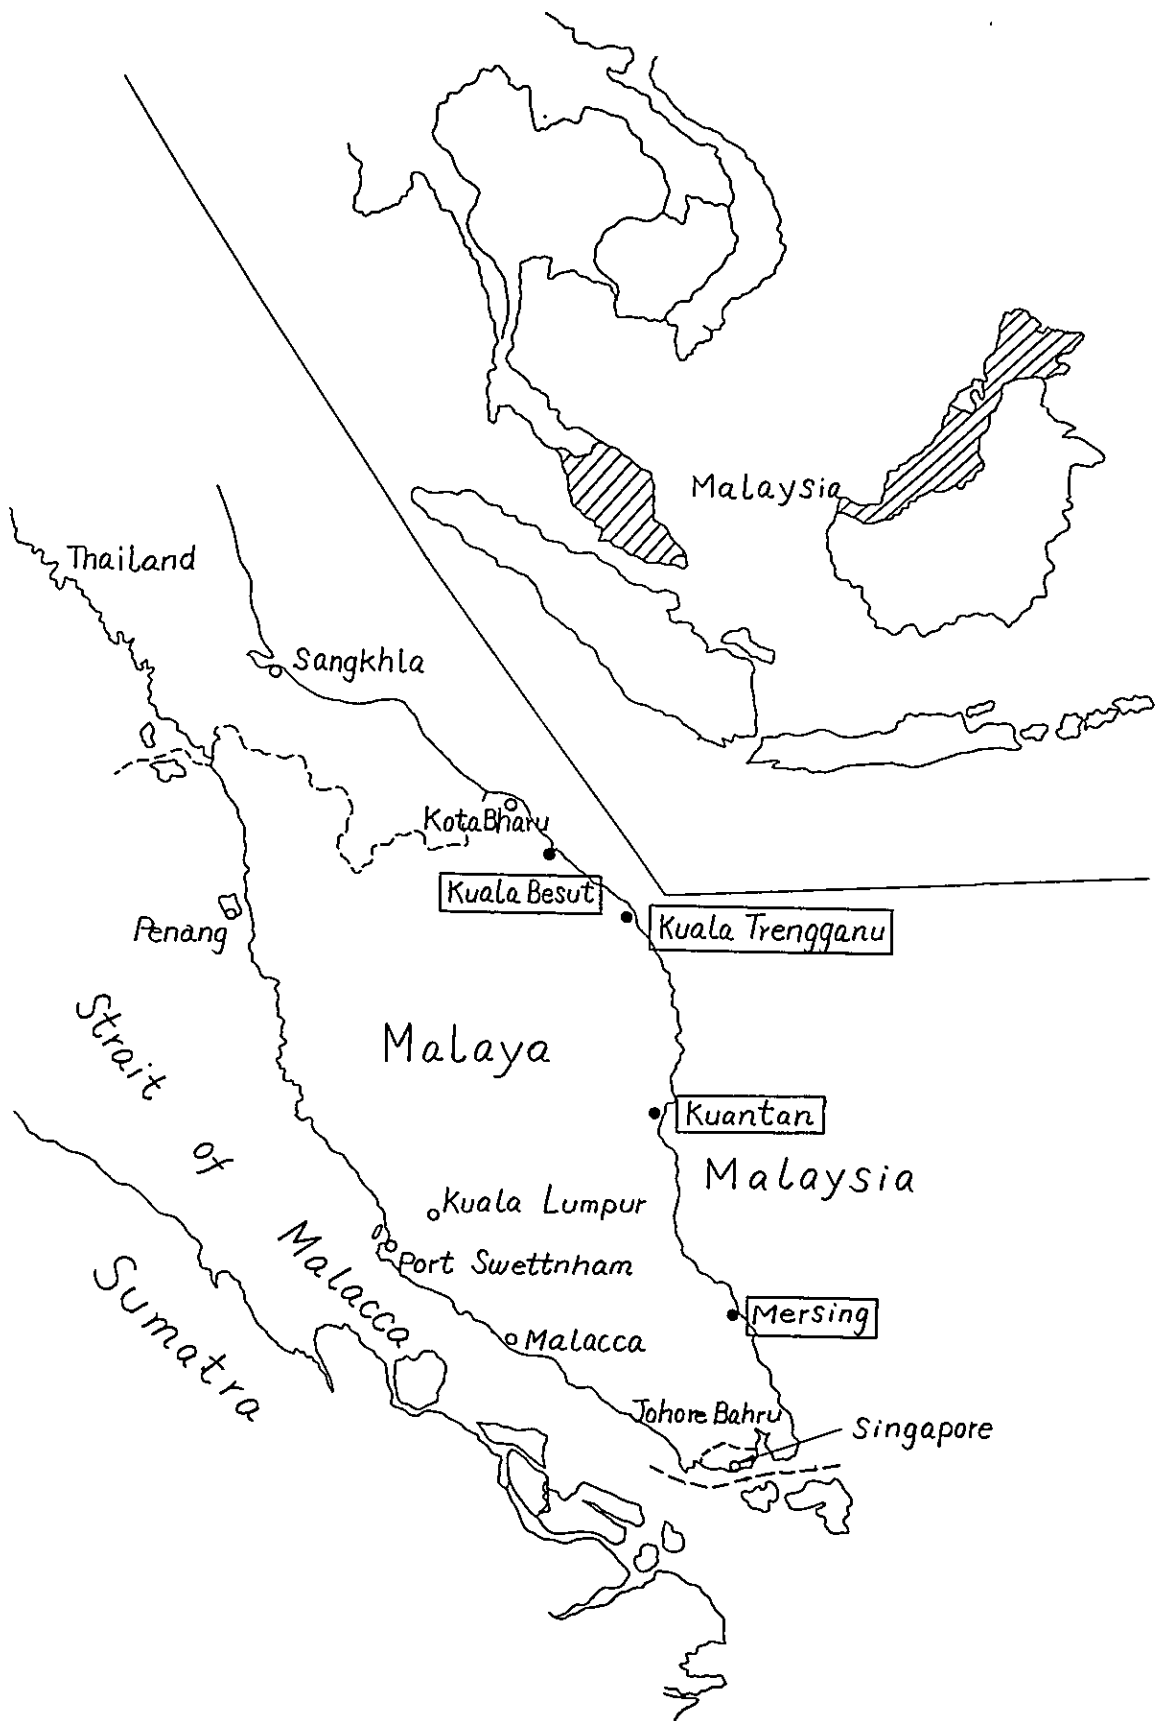 Malaysia
Thailand
Sangkhla
Kota Bharu
Kuala Besut
Kuala Trengganu
Penang
Malaya
Strait
of
Malacca
Kuantan
Malaysia
Kuala Lumpur
Port Swettnham
Sumatra
Mersing
Malacca
Johore Bahru
Singapore